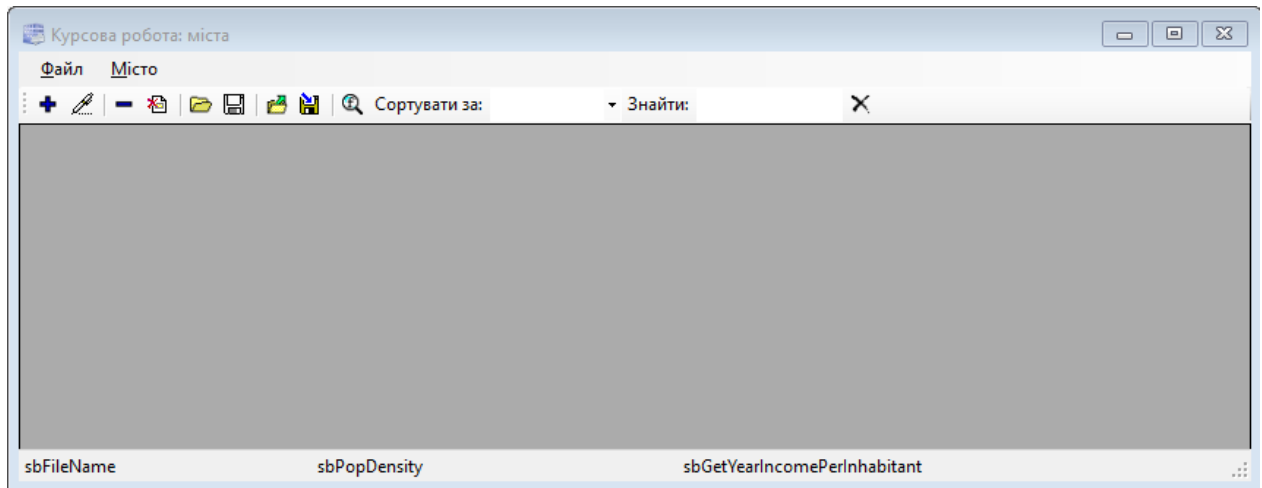 Курсова робота: міста
Файл Місто
Сортувати за: Знайти:
sbFileName sbPopDensity sbGetYearIncomePerInhabitant